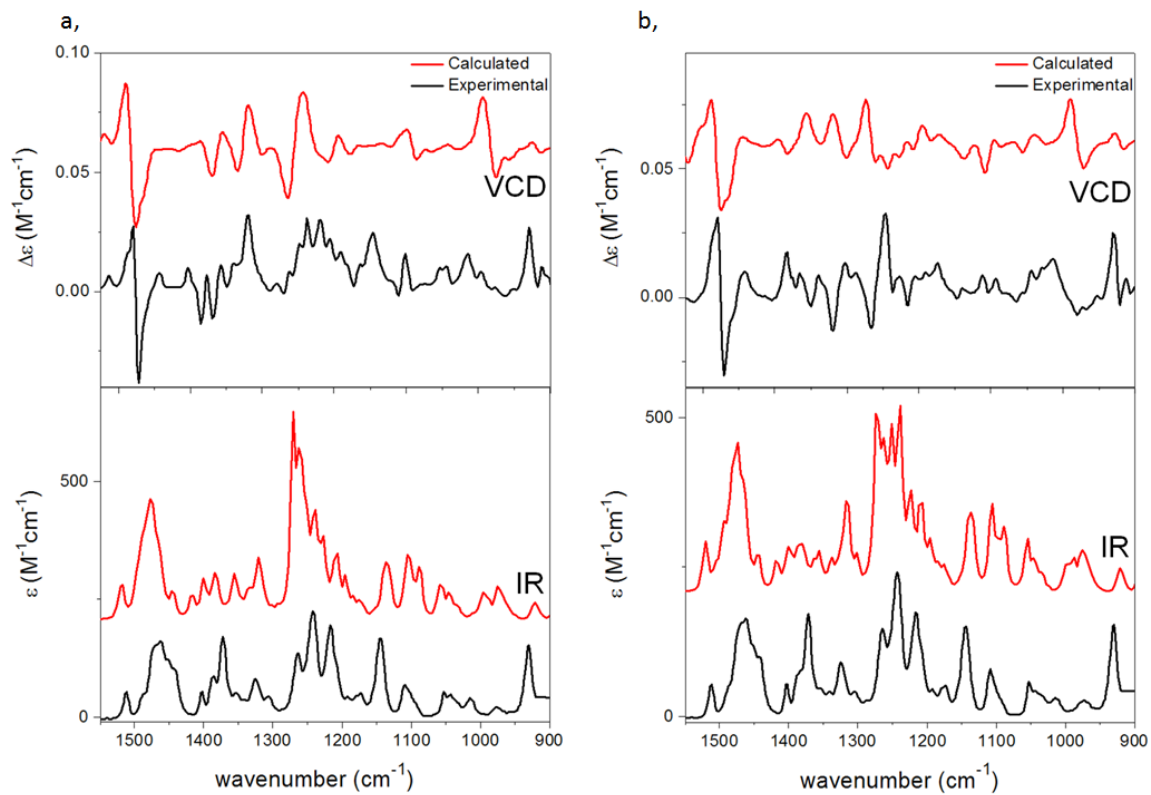 a,
b,
0.10
0.05
0.00
Δε (M⁻¹cm⁻¹)
Calculated
Experimental
VCD
500
0
ε (M⁻¹cm⁻¹)
IR
1500 1400 1300 1200 1100 1000 900
wavenumber (cm⁻¹)
0.05
0.00
Δε (M⁻¹cm⁻¹)
Calculated
Experimental
VCD
500
0
ε (M⁻¹cm⁻¹)
IR
1500 1400 1300 1200 1100 1000 900
wavenumber (cm⁻¹)